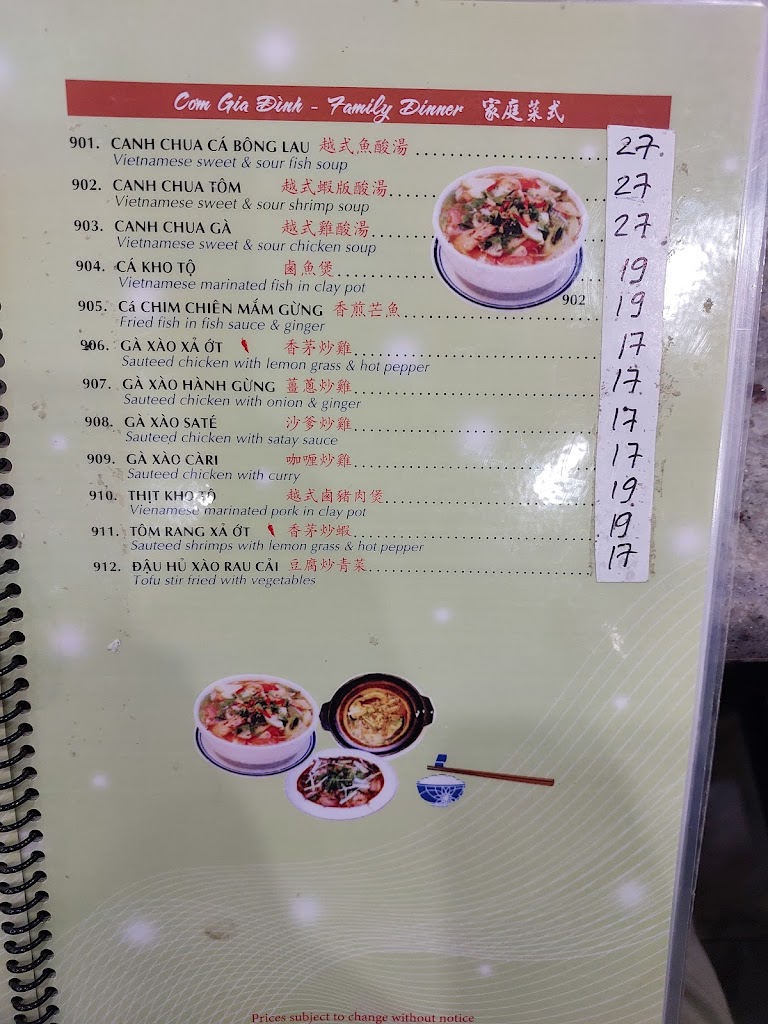 Cơm Gia Đình - Family Dinner 家庭菜式
901. CANH CHUA CÁ BÔNG LAU 越式魚酸湯 27
Vietnamese sweet & sour fish soup
902. CANH CHUA TÔM 越式蝦版酸湯 27
Vietnamese sweet & sour shrimp soup
903. CANH CHUA GÀ 越式雞酸湯 27
Vietnamese sweet & sour chicken soup
904. CÁ KHO TỘ 鹵魚煲 19
Vietnamese marinated fish in clay pot
902
905. Cá CHIM CHIÊN MẮM GỪNG 香煎芒魚 19
Fried fish in fish sauce & ginger
906. GÀ XÀO XẢ ỚT 香茅炒雞 17
Sauteed chicken with lemon grass & hot pepper
907. GÀ XÀO HÀNH GỪNG 薑蔥炒雞 17
Sauteed chicken with onion & ginger
908. GÀ XÀO SATÉ 沙爹炒雞 17
Sauteed chicken with satay sauce
909. GÀ XÀO CÀRI 咖喱炒雞 17
Sauteed chicken with curry
910. THỊT KHO TỘ 越式鹵豬肉煲 19
Vienamese marinated pork in clay pot
911. TÔM RANG XẢ ỚT 香茅炒蝦 19
Sauteed shrimps with lemon grass & hot pepper
912. ĐẬU HỦ XÀO RAU CẢI 豆腐炒青菜 17
Tofu stir fried with vegetables
Prices subject to change without notice